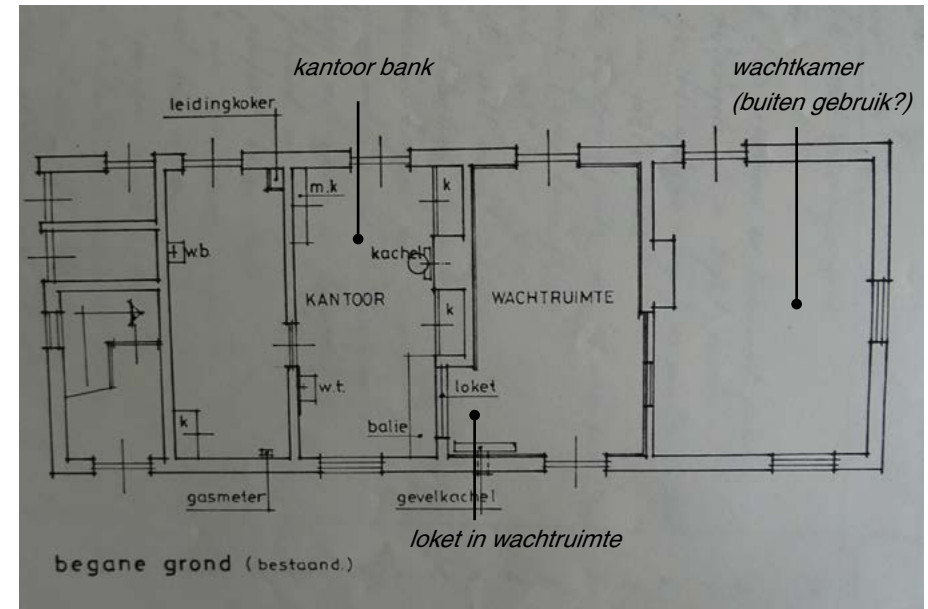 kantoor bank
wachtkamer
(buiten gebruik?)
leidingkoker
m.k
k
w.b.
kachel
KANTOOR
WACHTRUIMTE
k
w.t.
loket
k
balie
gasmeter
gevelkachel
loket in wachtruimte
begane grond (bestaand.)